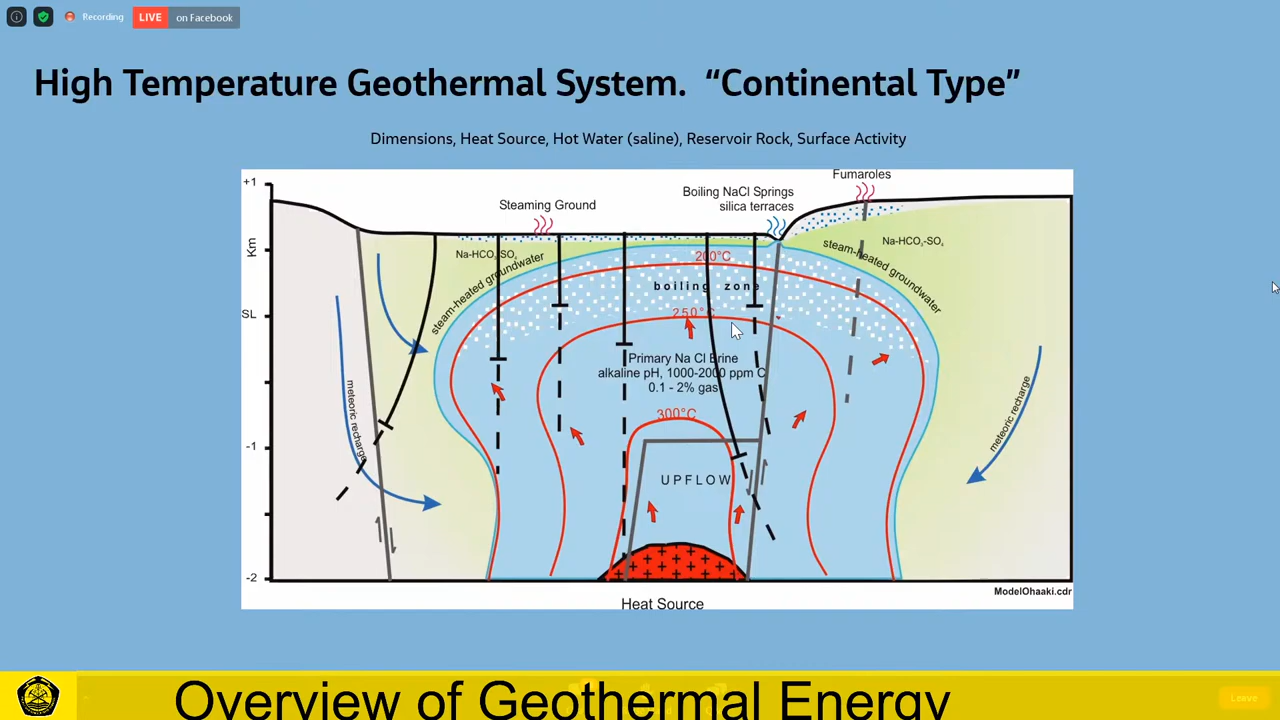 Recording LIVE on Facebook
High Temperature Geothermal System. “Continental Type”
Dimensions, Heat Source, Hot Water (saline), Reservoir Rock, Surface Activity
+1
Fumaroles
Boiling NaCl Springs
silica terraces
Steaming Ground
Km
Na-HCO₃SO₄
Na-HCO₃-SO₄
steam-heated groundwater
steam-heated groundwater
200°C
boiling zone
SL
250°C
Primary Na Cl Brine
alkaline pH, 1000-2000 ppm C
0.1 - 2% gas
meteoric recharge
meteoric recharge
300°C
-1
UPFLOW
-2
ModelOhaaki.cdr
Heat Source
Overview of Geothermal Energy
Leave